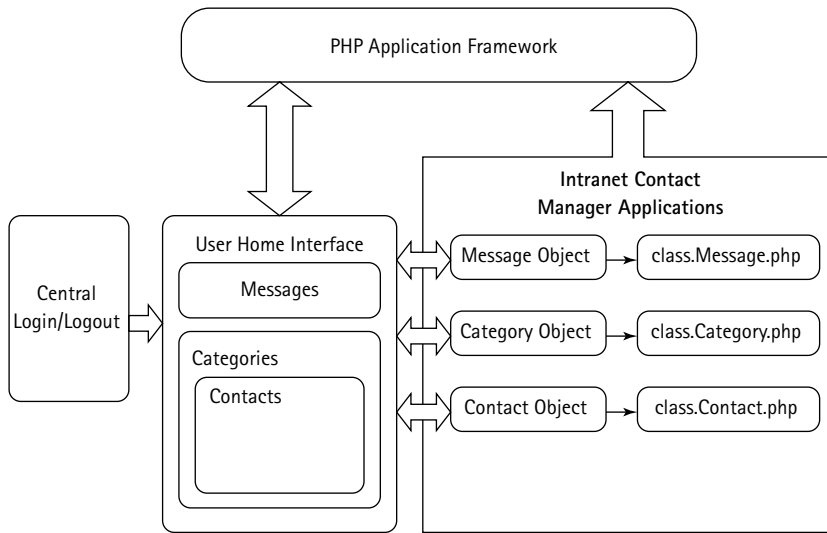 PHP Application Framework
Intranet Contact
Manager Applications
User Home Interface
Message Object
class.Message.php
Messages
Central
Login/Logout
Category Object
class.Category.php
Categories
Contacts
Contact Object
class.Contact.php